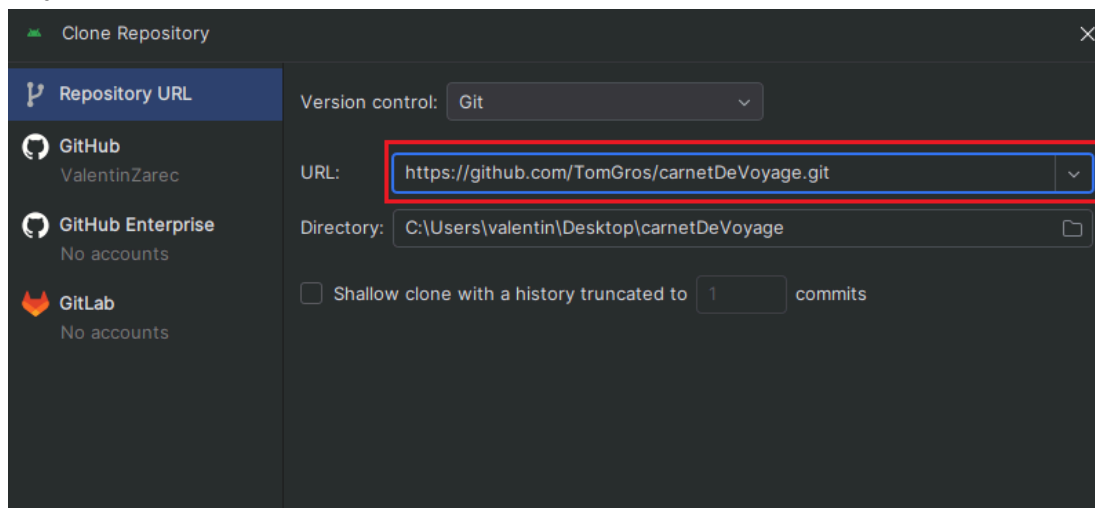 Clone Repository
Repository URL
GitHub
ValentinZarec
GitHub Enterprise
No accounts
GitLab
No accounts
Version control: Git
URL: https://github.com/TomGros/carnetDeVoyage.git
Directory: C:\Users\valentin\Desktop\carnetDeVoyage
Shallow clone with a history truncated to 1 commits